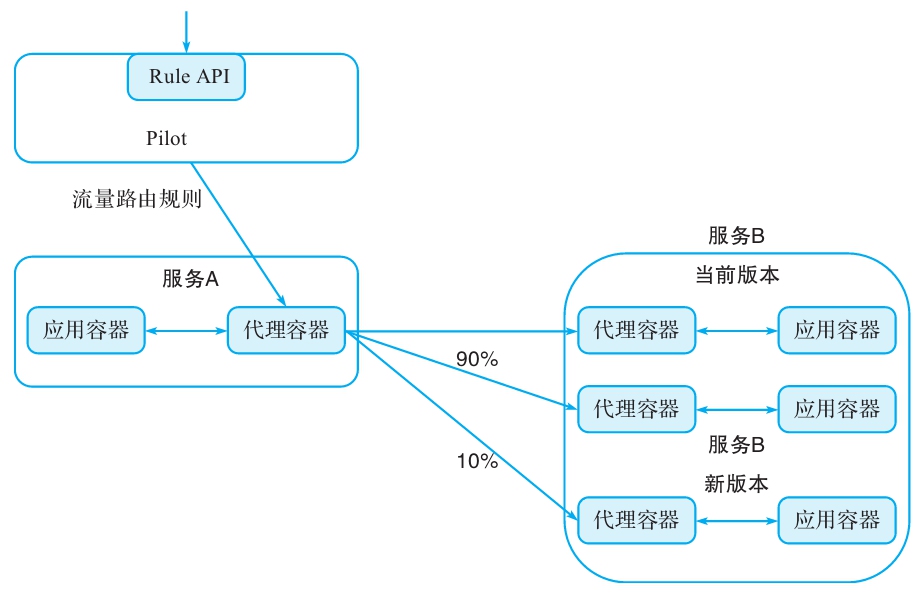 Rule API
Pilot
流量路由规则
服务A
应用容器
代理容器
90%
10%
服务B
当前版本
代理容器
应用容器
代理容器
应用容器
服务B
新版本
代理容器
应用容器